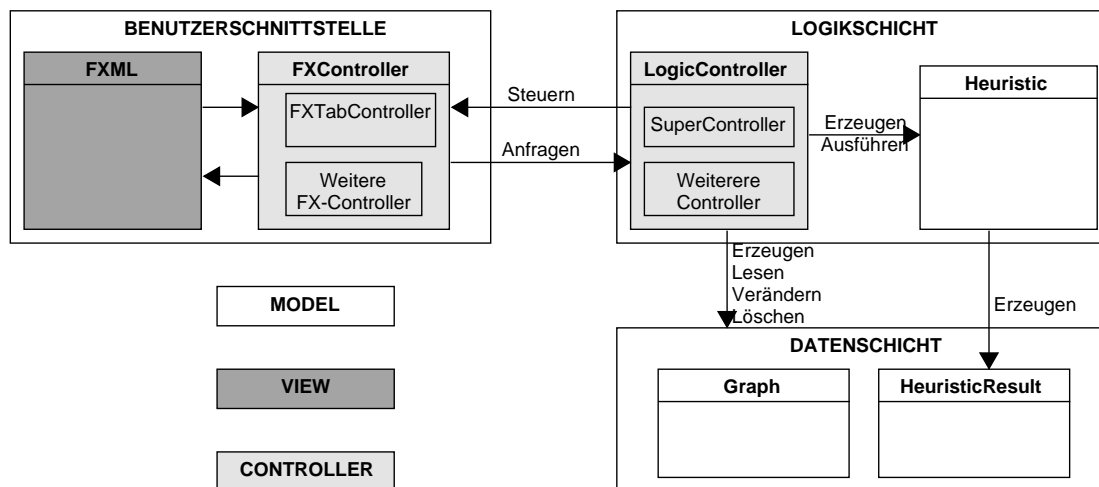 BENUTZERSCHNITTSTELLE
FXML
FXController
FXTabController
Weitere
FX-Controller
Steuern
Anfragen
LOGIKSCHICHT
LogicController
SuperController
Weiterere
Controller
Erzeugen
Ausführen
Heuristic
Erzeugen
Lesen
Verändern
Löschen
Erzeugen
MODEL
VIEW
CONTROLLER
DATENSCHICHT
Graph
HeuristicResult